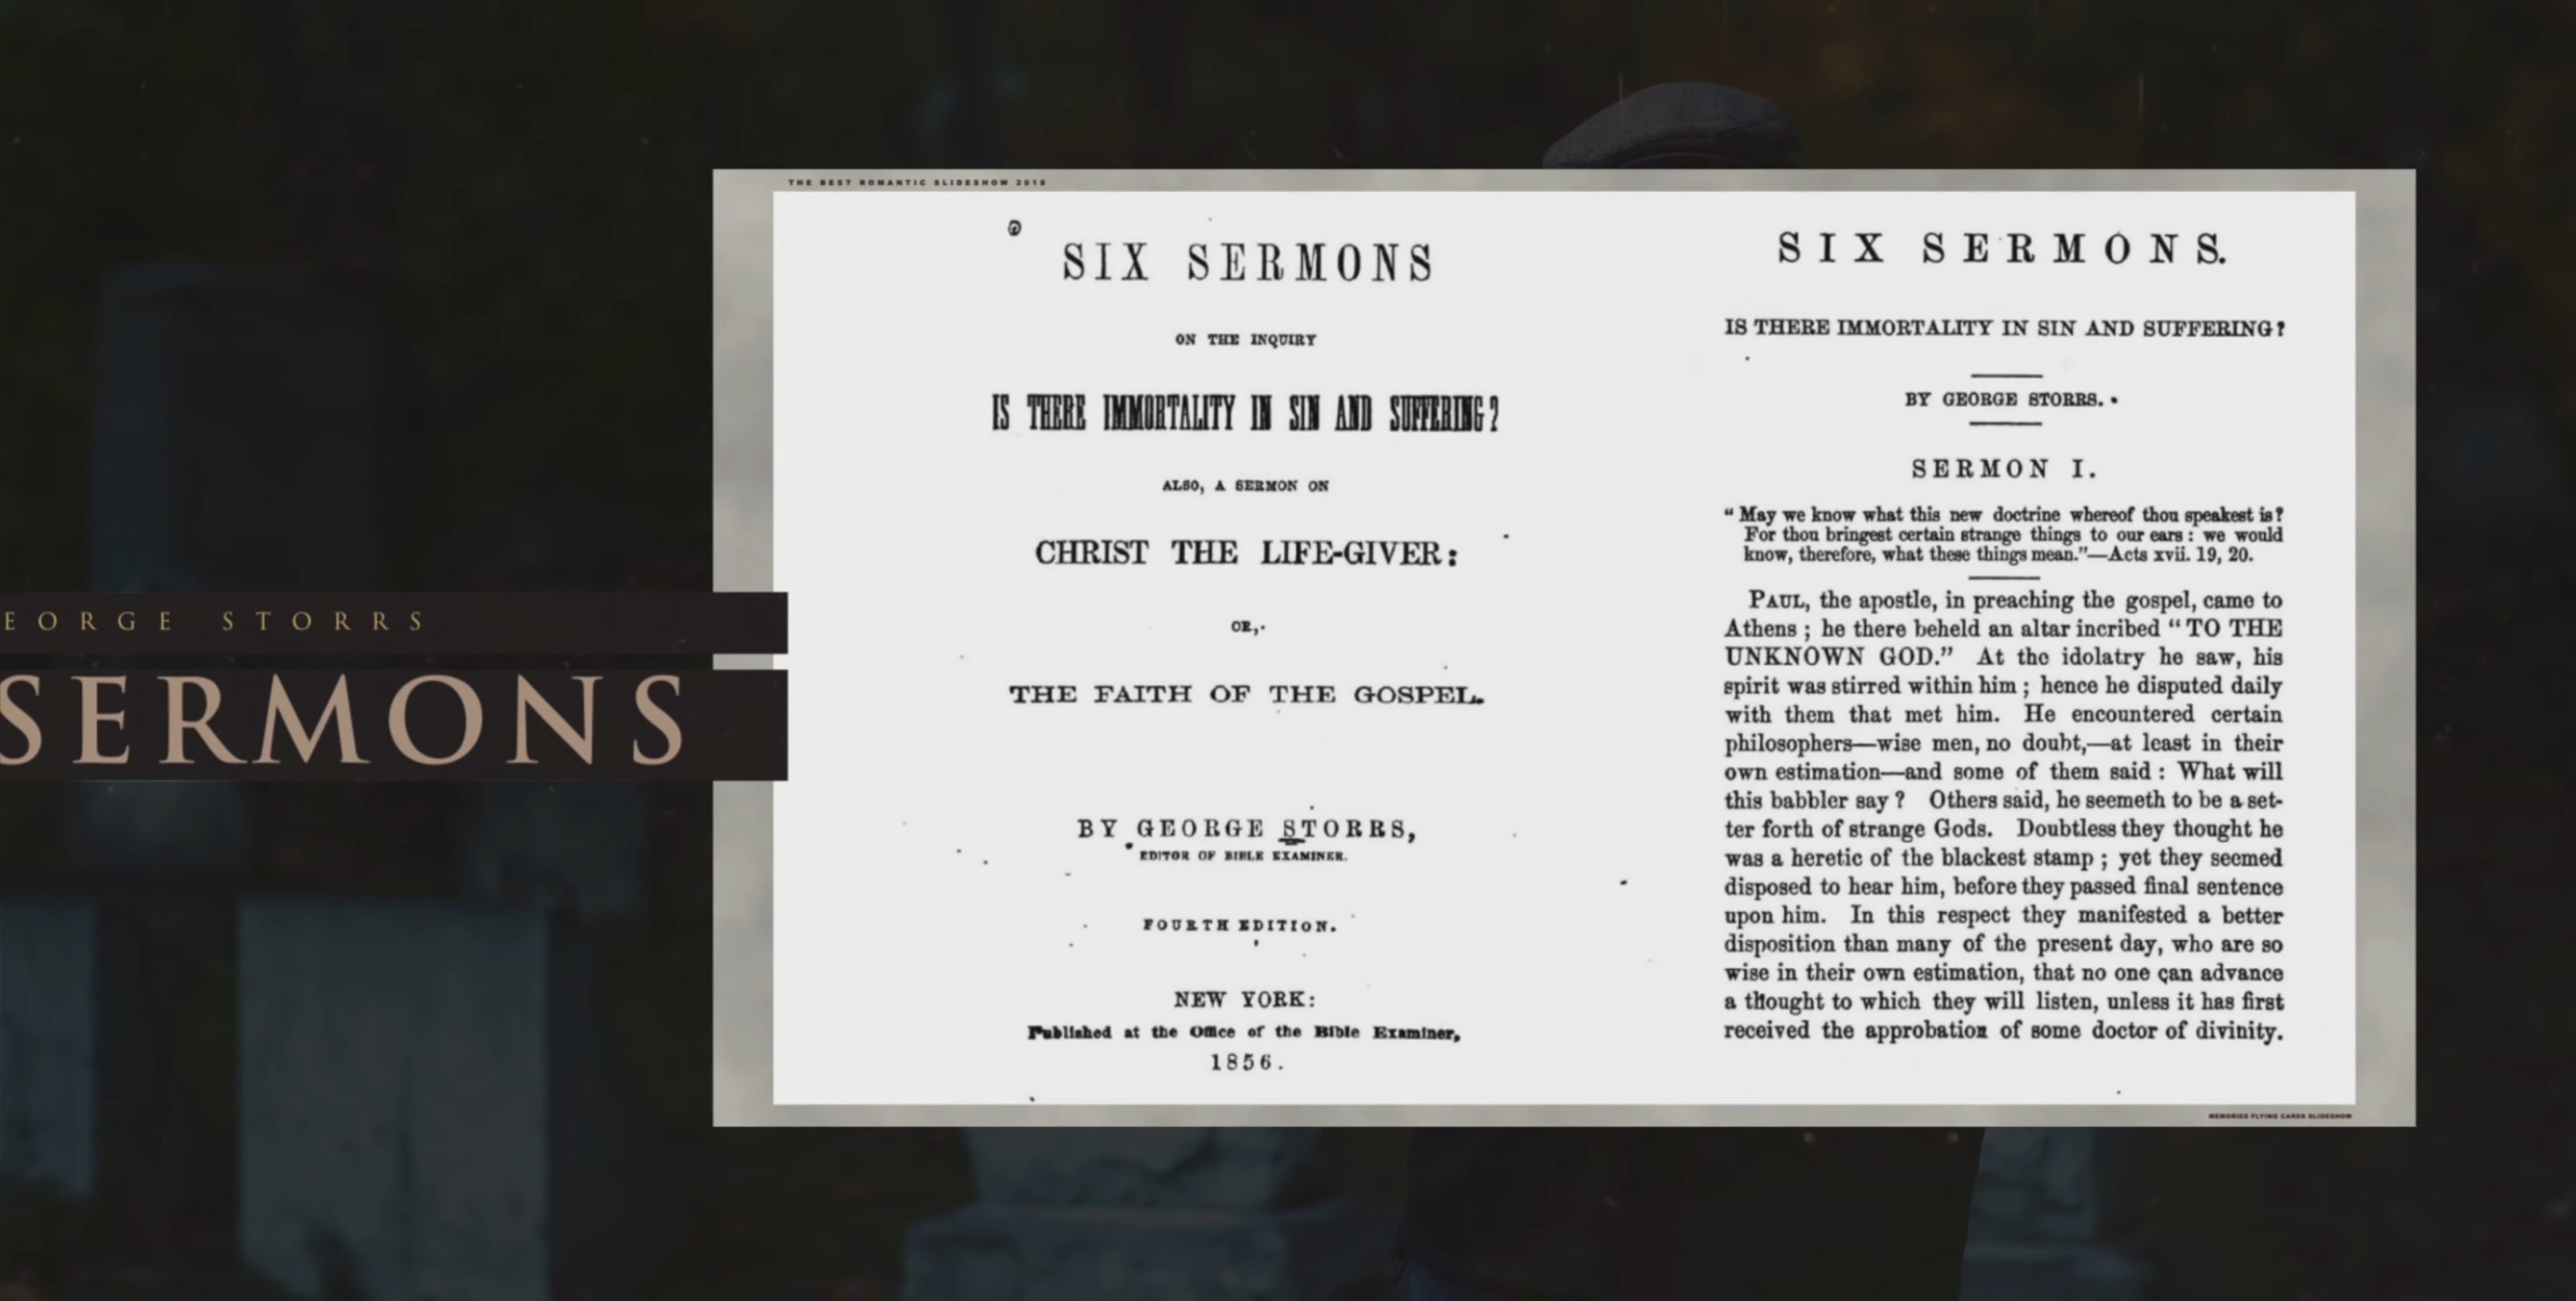 THE BEST ROMANTIC SLIDESHOW 2018
EORGE STORRS
SERMONS
SIX SERMONS
ON THE INQUIRY
IS THERE IMMORTALITY IN SIN AND SUFFERING?
ALSO, A SERMON ON
CHRIST THE LIFE-GIVER:
OR,
THE FAITH OF THE GOSPEL.
BY GEORGE STORRS,
EDITOR OF BIBLE EXAMINER.
FOURTH EDITION.
NEW YORK:
Published at the Office of the Bible Examiner,
1856.
SIX SERMONS.
IS THERE IMMORTALITY IN SIN AND SUFFERING?
BY GEORGE STORRS.
SERMON I.
“May we know what this new doctrine whereof thou speakest is?
For thou bringest certain strange things to our ears: we would
know, therefore, what these things mean.”—Acts xvii. 19, 20.
PAUL, the apostle, in preaching the gospel, came to
Athens; he there beheld an altar incribed “TO THE
UNKNOWN GOD.” At the idolatry he saw, his
spirit was stirred within him; hence he disputed daily
with them that met him. He encountered certain
philosophers—wise men, no doubt,—at least in their
own estimation—and some of them said: What will
this babbler say? Others said, he seemeth to be a set-
ter forth of strange Gods. Doubtless they thought he
was a heretic of the blackest stamp; yet they seemed
disposed to hear him, before they passed final sentence
upon him. In this respect they manifested a better
disposition than many of the present day, who are so
wise in their own estimation, that no one can advance
a thought to which they will listen, unless it has first
received the approbation of some doctor of divinity.
MEMORIES FLYING CARDS SLIDESHOW